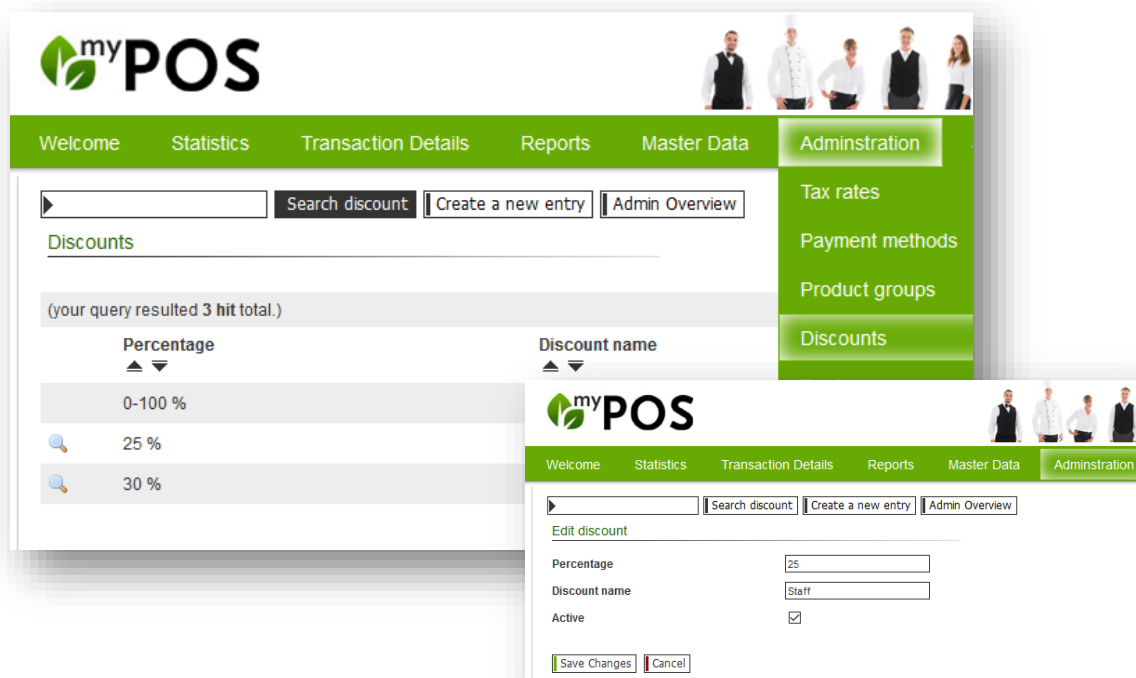 myPOS
Welcome Statistics Transaction Details Reports Master Data Adminstration
Tax rates
Payment methods
Product groups
Discounts
Search discount Create a new entry Admin Overview
Discounts
(your query resulted 3 hit total.)
Percentage Discount name
0-100 %
25 %
30 %
myPOS
Welcome Statistics Transaction Details Reports Master Data Adminstration
Search discount Create a new entry Admin Overview
Edit discount
Percentage 25
Discount name Staff
Active
Save Changes Cancel